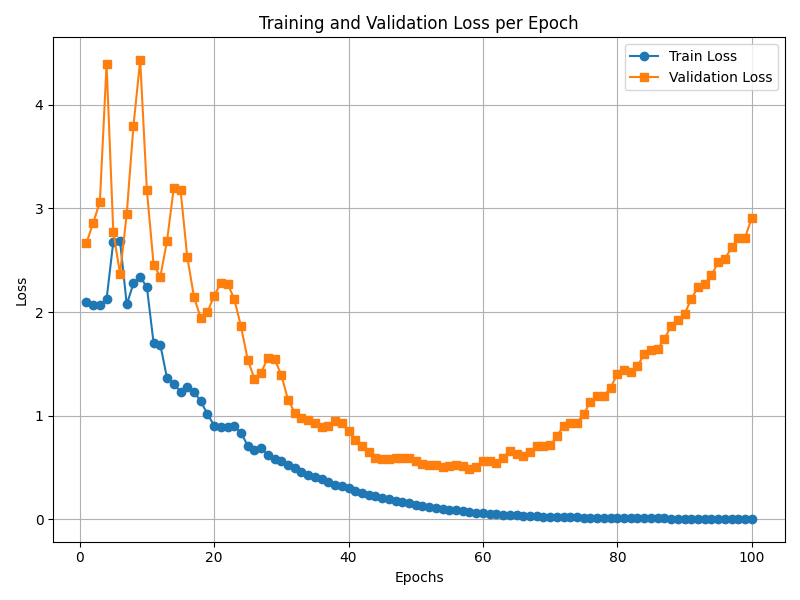 Training and Validation Loss per Epoch
Train Loss
Validation Loss
4
3
2
1
0
Loss
0 20 40 60 80 100
Epochs